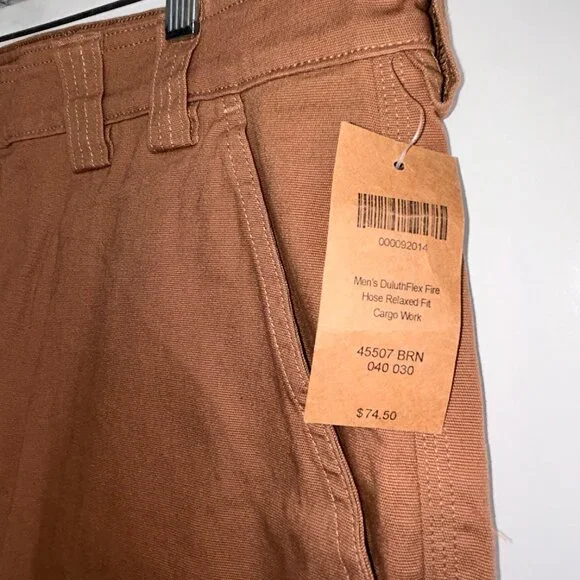 000092014
Men's DuluthFlex Fire
Hose Relaxed Fit
Cargo Work
45507 BRN
040 030
$74.50